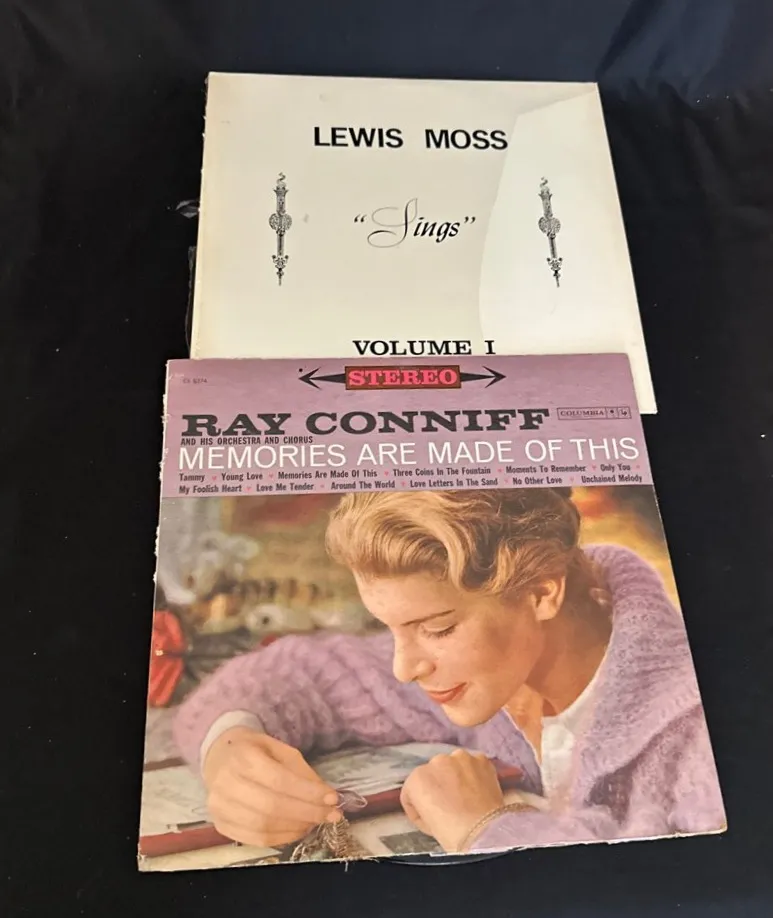 LEWIS MOSS
"Sings"
VOLUME I
STEREO
RAY CONNIFF
COLUMBIA
AND HIS ORCHESTRA AND CHORUS
MEMORIES ARE MADE OF THIS
Tammy ♥ Young Love ♥ Memories Are Made Of This ♥ Three Coins In The Fountain ♥ Moments To Remember ♥ Only You ♥
My Foolish Heart ♥ Love Me Tender ♥ Around The World ♥ Love Letters In The Sand ♥ No Other Love ♥ Unchained Melody